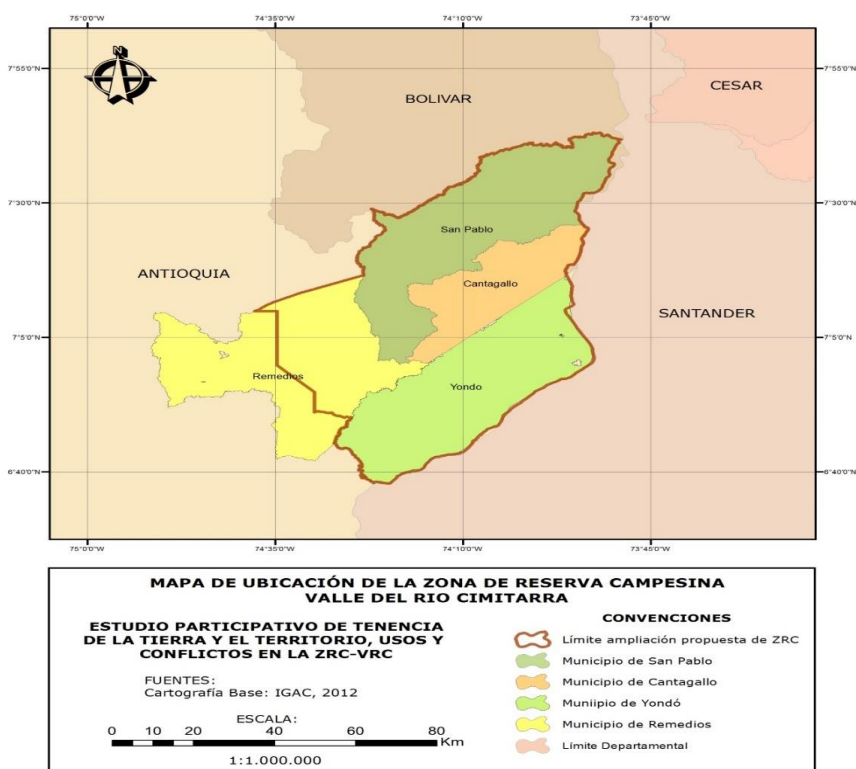 75°0'0"W 74°35'0"W 74°10'0"W 73°45'0"W
7°55'0"N 7°55'0"N
N
CESAR
BOLIVAR
7°30'0"N 7°30'0"N
San Pablo
ANTIOQUIA
Cantagallo
SANTANDER
7°5'0"N 7°5'0"N
Remedios
Yondo
6°40'0"N 6°40'0"N
75°0'0"W 74°35'0"W 74°10'0"W 73°45'0"W
MAPA DE UBICACIÓN DE LA ZONA DE RESERVA CAMPESINA
VALLE DEL RIO CIMITARRA
ESTUDIO PARTICIPATIVO DE TENENCIA
DE LA TIERRA Y EL TERRITORIO, USOS Y
CONFLICTOS EN LA ZRC-VRC
FUENTES:
Cartografía Base: IGAC, 2012
ESCALA:
0 10 20 40 60 80
Km
1:1.000.000
CONVENCIONES
Límite ampliación propuesta de ZRC
Municipio de San Pablo
Municipio de Cantagallo
Muniipio de Yondó
Municipio de Remedios
Límite Departamental